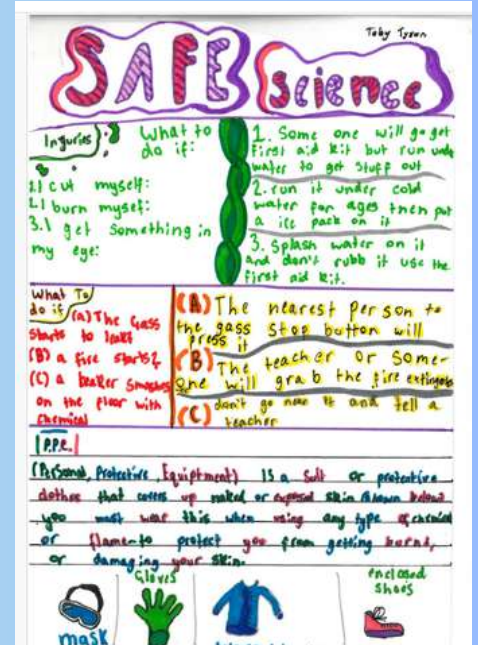 Toby Tyson
SAFE
Science
Injuries
What to
do if:
1.I cut myself:
2.I burn myself:
3.I get something in
my eye:
1. Some one will go get
first aid kit but run under
water to get stuff out
2. run it under cold
water for ages then put
a ice pack on it
3. Splash water on it
and don't rubb it use the
first aid kit.
What To
do if
(a) The Gass
starts to leak?
(B) a fire starts?
(C) a beaker Smashes
on the floor with
chemical
(A) The nearest person to
the gass stop button will
press it
(B) The teacher or some-
one will grab the fire
(C) don't go near it and tell a
teacher
P.P.E.
(Personal, Protective, Equiptment) Is a Suit or protective
clothes that covers up naked or exposed skin shown below
you must wear this when using any type of chemical
or flame to protect you from getting burnt,
or damaging your skin.
mask
Gloves
enclosed
shoes